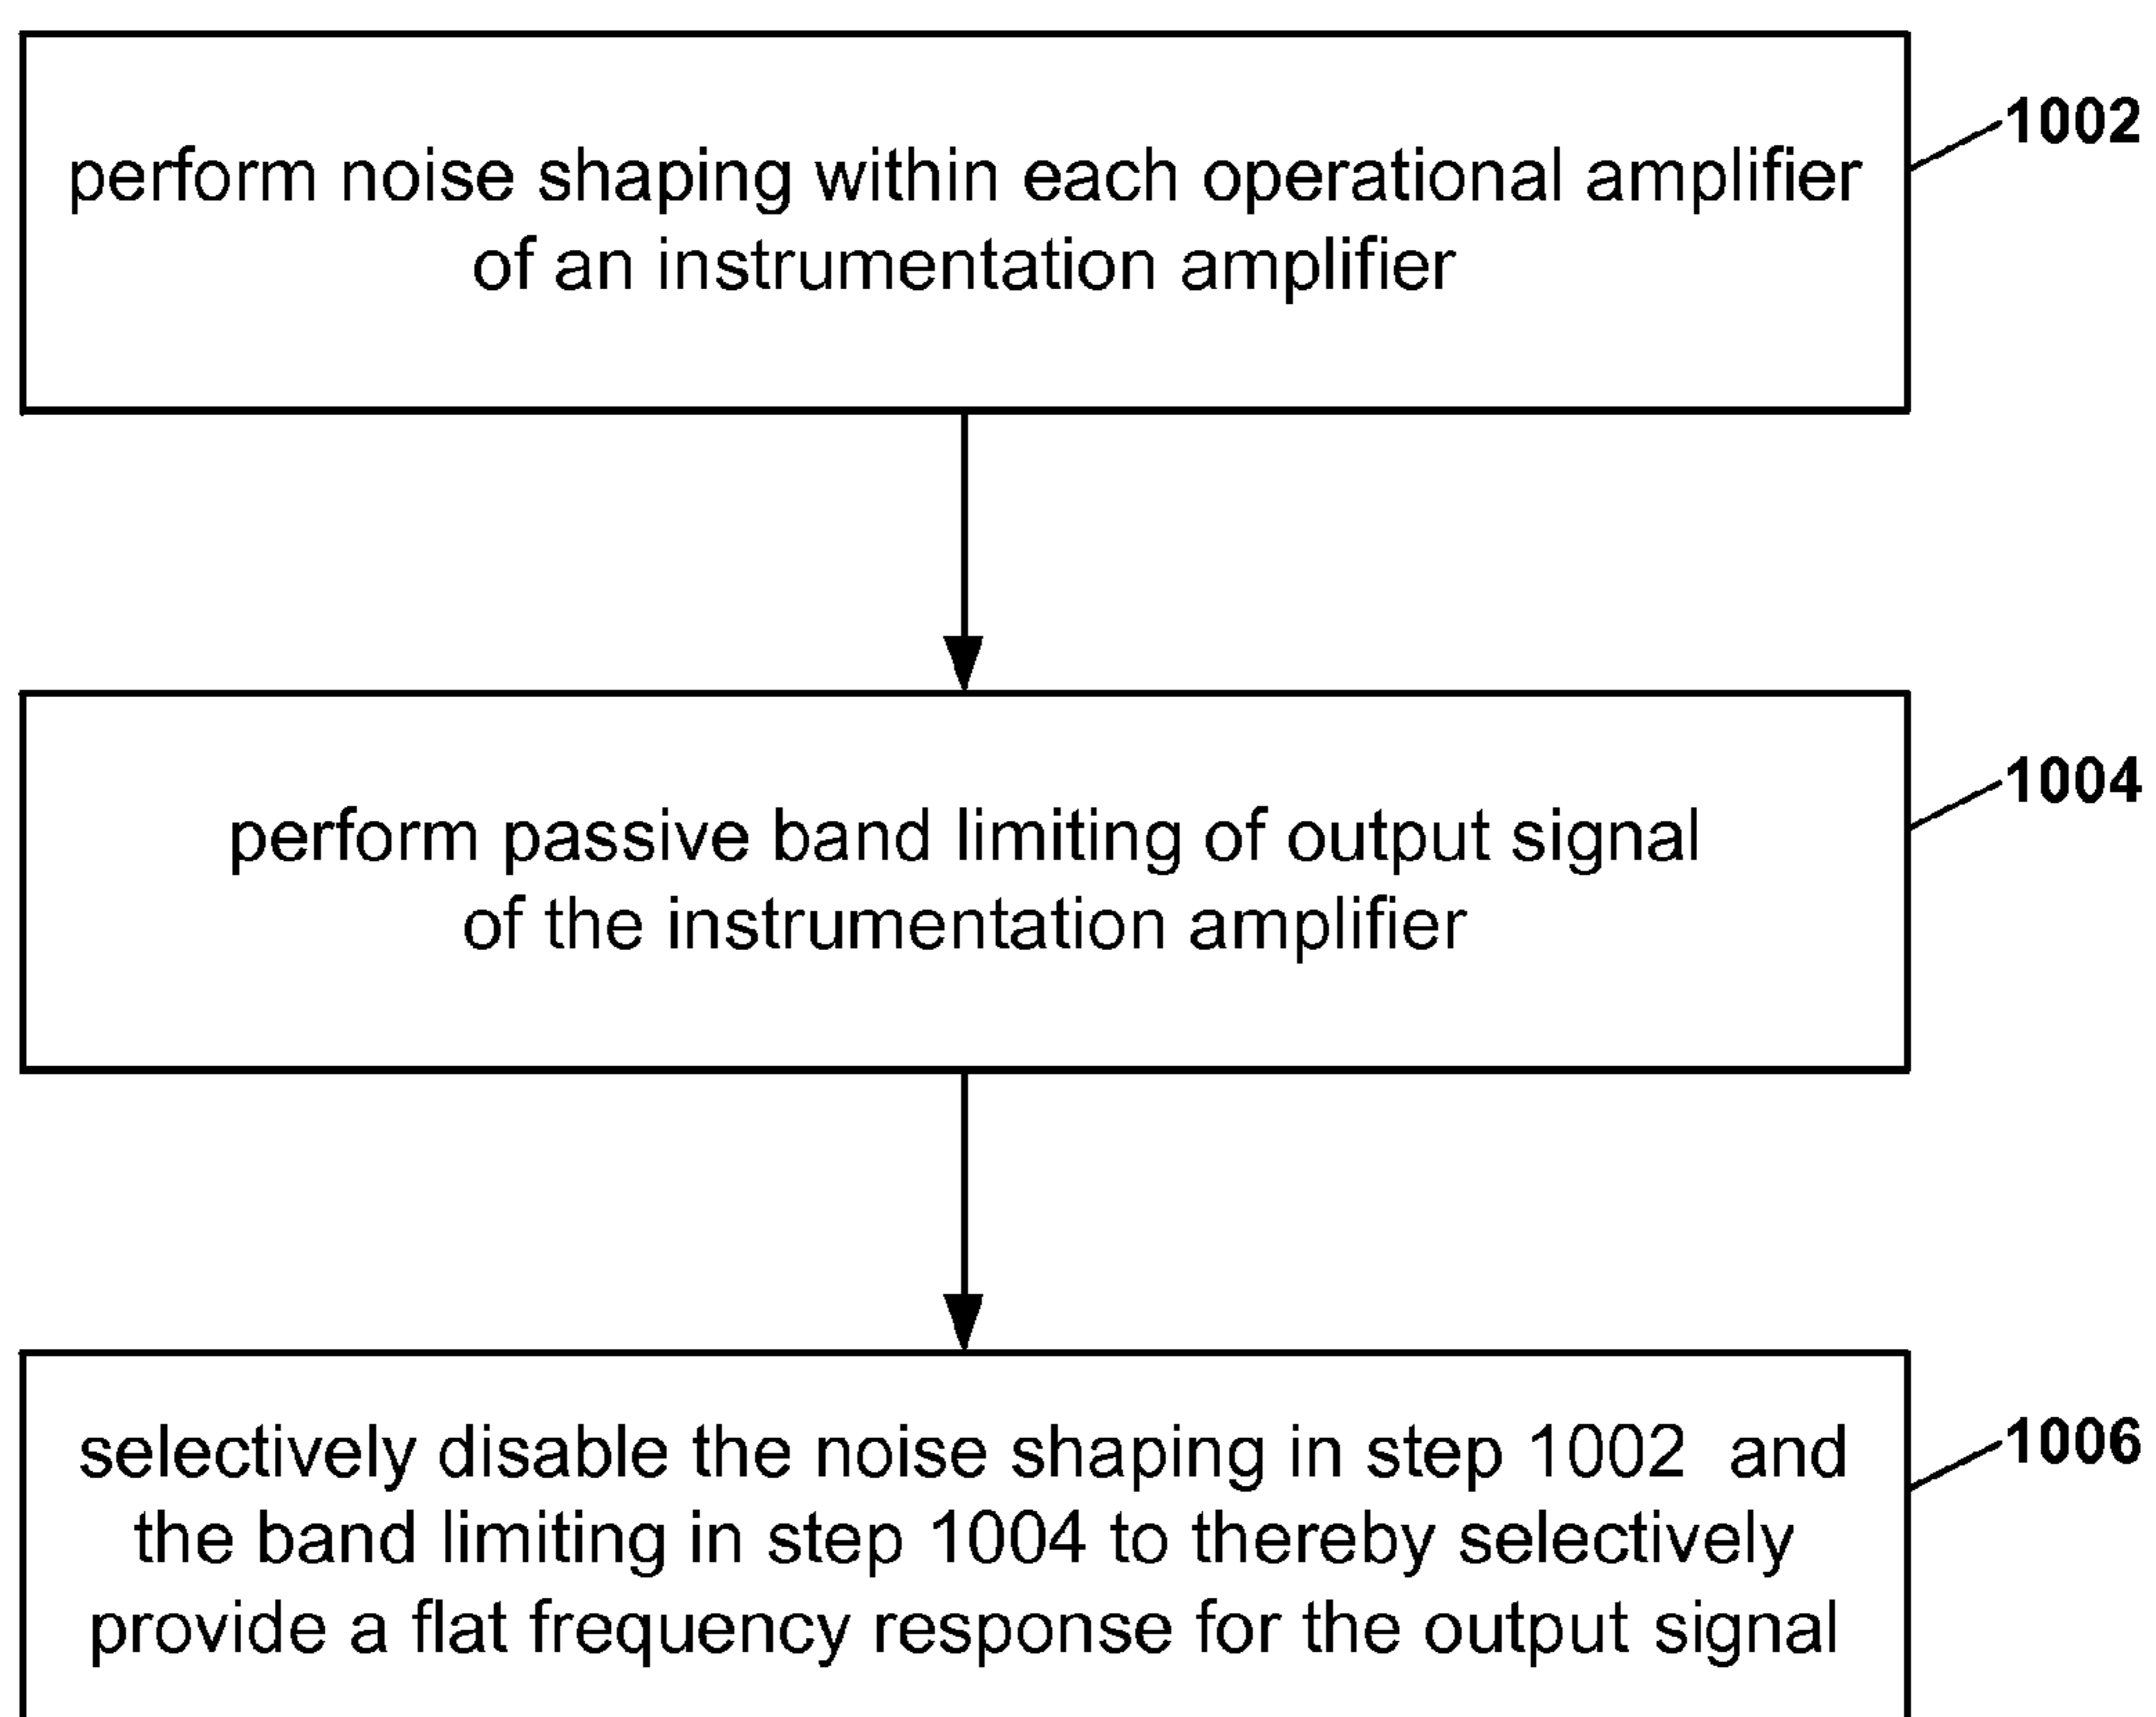 perform noise shaping within each operational amplifier
of an instrumentation amplifier
1002
perform passive band limiting of output signal
of the instrumentation amplifier
1004
selectively disable the noise shaping in step 1002 and
the band limiting in step 1004 to thereby selectively
provide a flat frequency response for the output signal
1006